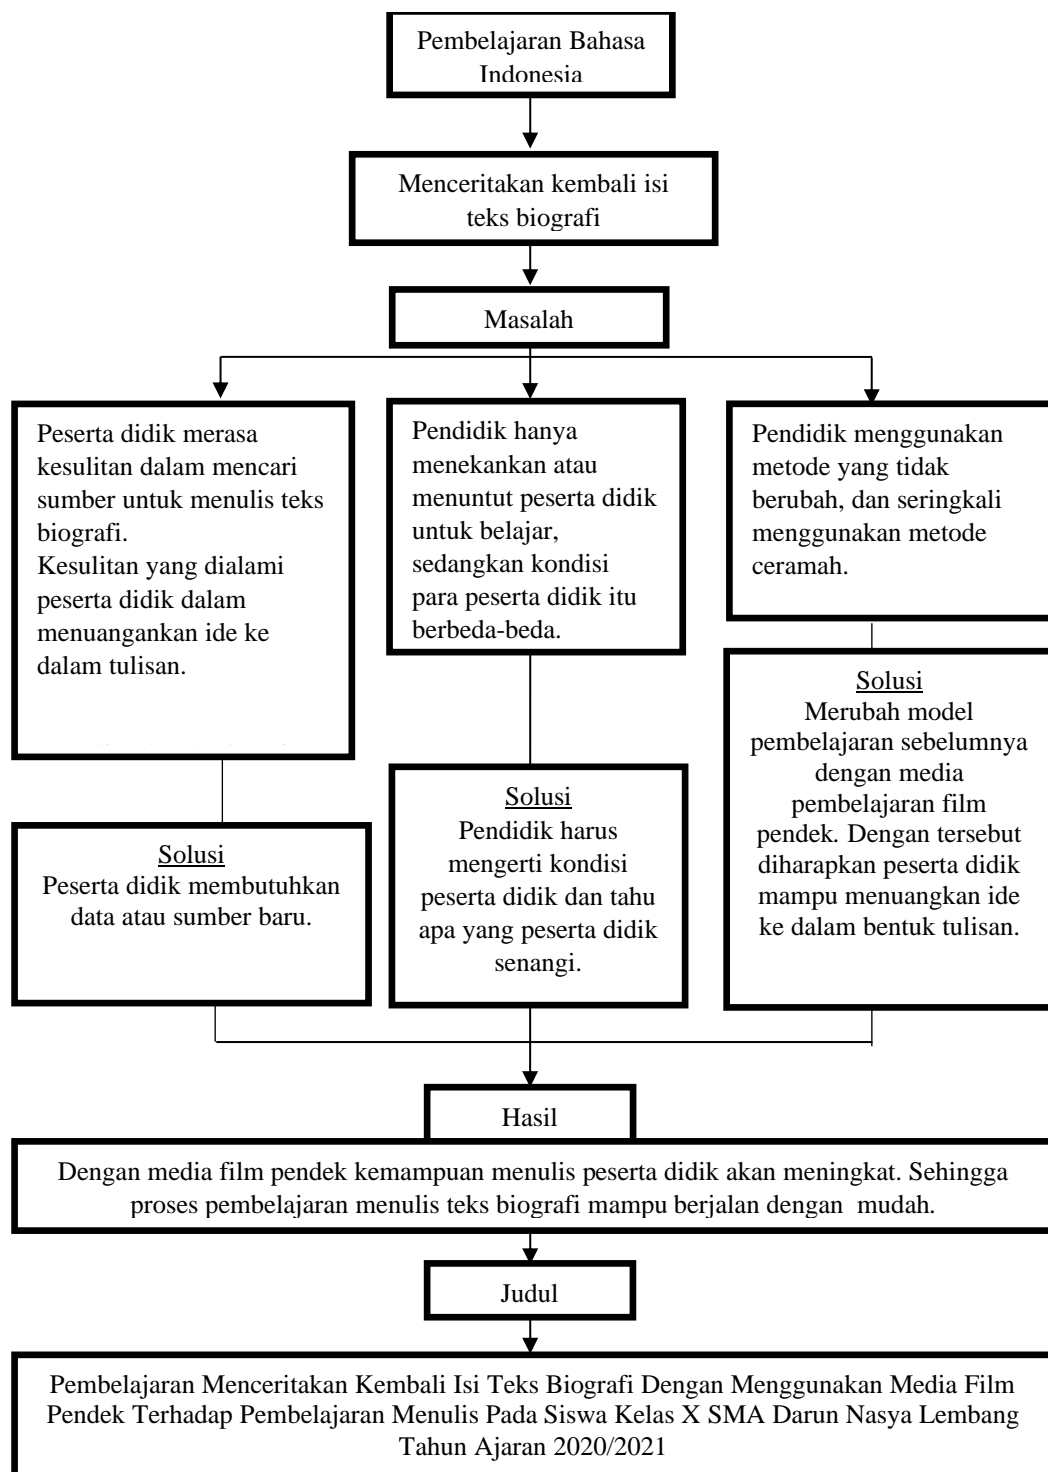 Pembelajaran Bahasa
Indonesia
Menceritakan kembali isi
teks biografi
Masalah
Peserta didik merasa
kesulitan dalam mencari
sumber untuk menulis teks
biografi.
Kesulitan yang dialami
peserta didik dalam
menuangankan ide ke
dalam tulisan.
Pendidik hanya
menekankan atau
menuntut peserta didik
untuk belajar,
sedangkan kondisi
para peserta didik itu
berbeda-beda.
Pendidik menggunakan
metode yang tidak
berubah, dan seringkali
menggunakan metode
ceramah.
Solusi
Peserta didik membutuhkan
data atau sumber baru.
Solusi
Pendidik harus
mengerti kondisi
peserta didik dan tahu
apa yang peserta didik
senangi.
Solusi
Merubah model
pembelajaran sebelumnya
dengan media
pembelajaran film
pendek. Dengan tersebut
diharapkan peserta didik
mampu menuangkan ide
ke dalam bentuk tulisan.
Hasil
Dengan media film pendek kemampuan menulis peserta didik akan meningkat. Sehingga
proses pembelajaran menulis teks biografi mampu berjalan dengan  mudah.
Judul
Pembelajaran Menceritakan Kembali Isi Teks Biografi Dengan Menggunakan Media Film
Pendek Terhadap Pembelajaran Menulis Pada Siswa Kelas X SMA Darun Nasya Lembang
Tahun Ajaran 2020/2021